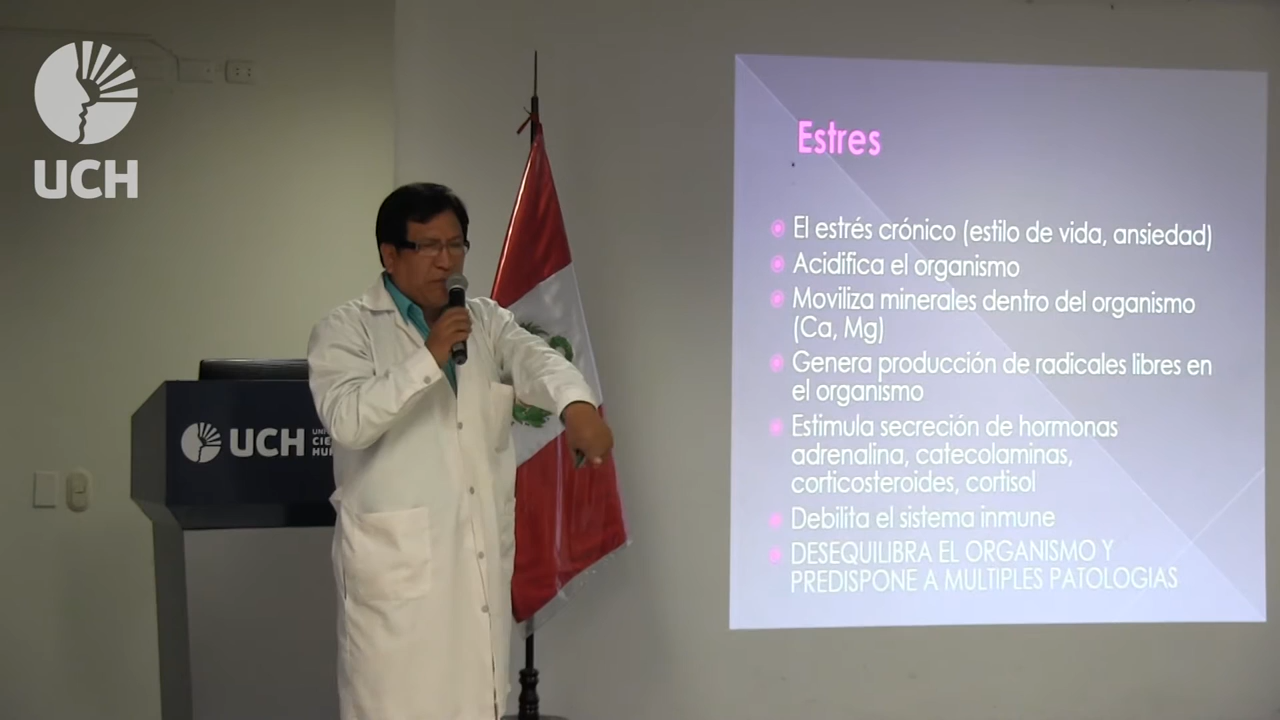 UCH
UCH
Estres
El estrés crónico (estilo de vida, ansiedad)
Acidifica el organismo
Moviliza minerales dentro del organismo
(Ca, Mg)
Genera producción de radicales libres en
el organismo
Estimula secreción de hormonas
adrenalina, catecolaminas,
corticosteroides, cortisol
Debilita el sistema inmune
DESEQUILIBRA EL ORGANISMO Y
PREDISPONE A MULTIPLES PATOLOGIAS